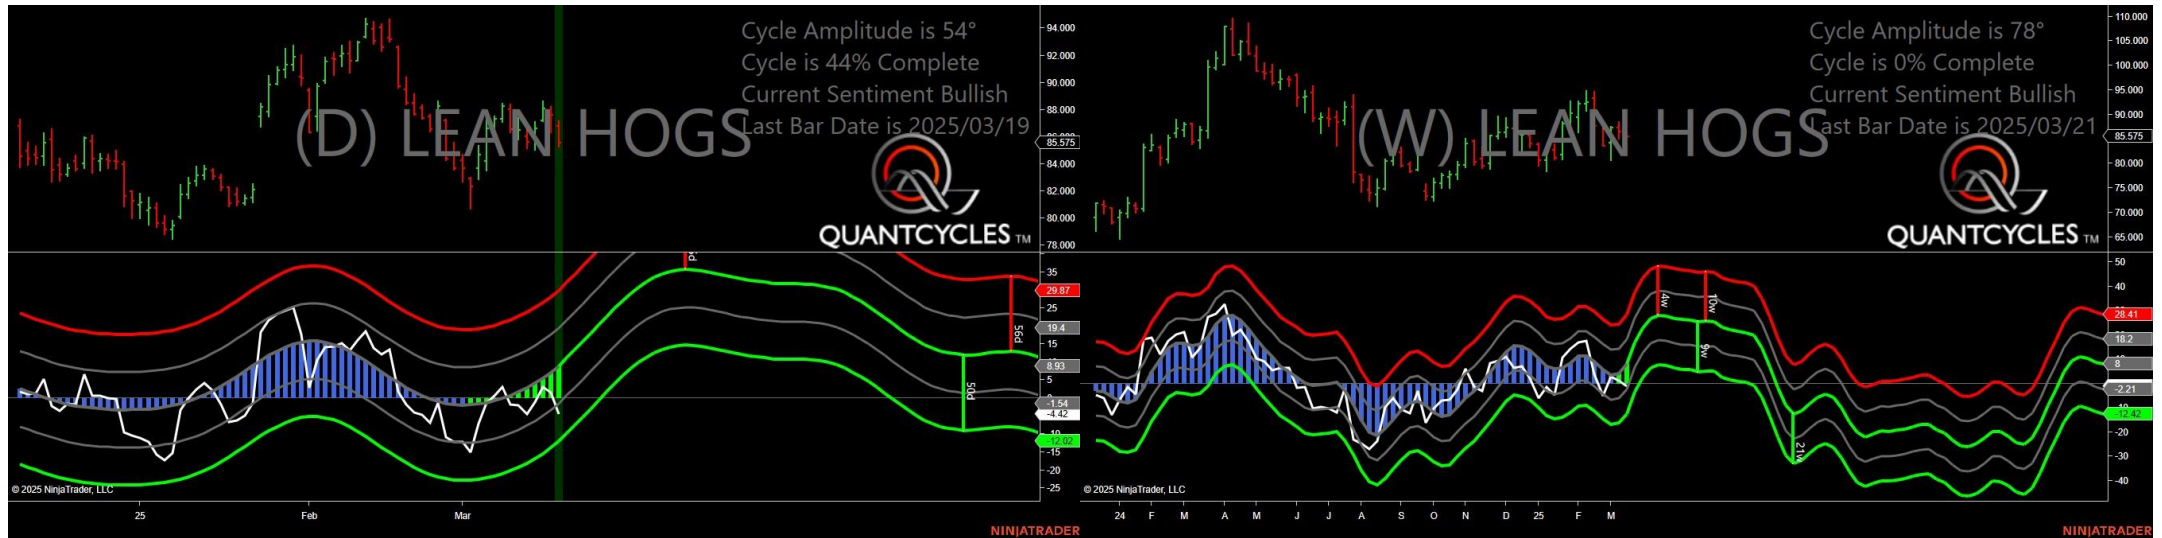 Cycle Amplitude is 54°
Cycle is 44% Complete
Current Sentiment Bullish
Last Bar Date is 2025/03/19
(D) LEAN HOGS
QUANTCYCLES TM
94.000
92.000
90.000
88.000
85.575
84.000
82.000
80.000
78.000
35
29.87
25
19.4
15
8.93
5
-1.54
-4.42
-12.02
-15
-20
-25
56d
50d
© 2025 NinjaTrader, LLC
25 Feb Mar
NINJATRADER
Cycle Amplitude is 78°
Cycle is 0% Complete
Current Sentiment Bullish
Last Bar Date is 2025/03/21
(W) LEAN HOGS
QUANTCYCLES TM
110.000
105.000
100.000
95.000
90.000
85.575
80.000
75.000
70.000
65.000
50
40
28.41
18.2
8
-2.21
-12.42
-20
-30
-40
4w
10w
9w
21w
© 2025 NinjaTrader, LLC
24 F M A M J J A S O N D 25 F M
NINJATRADER